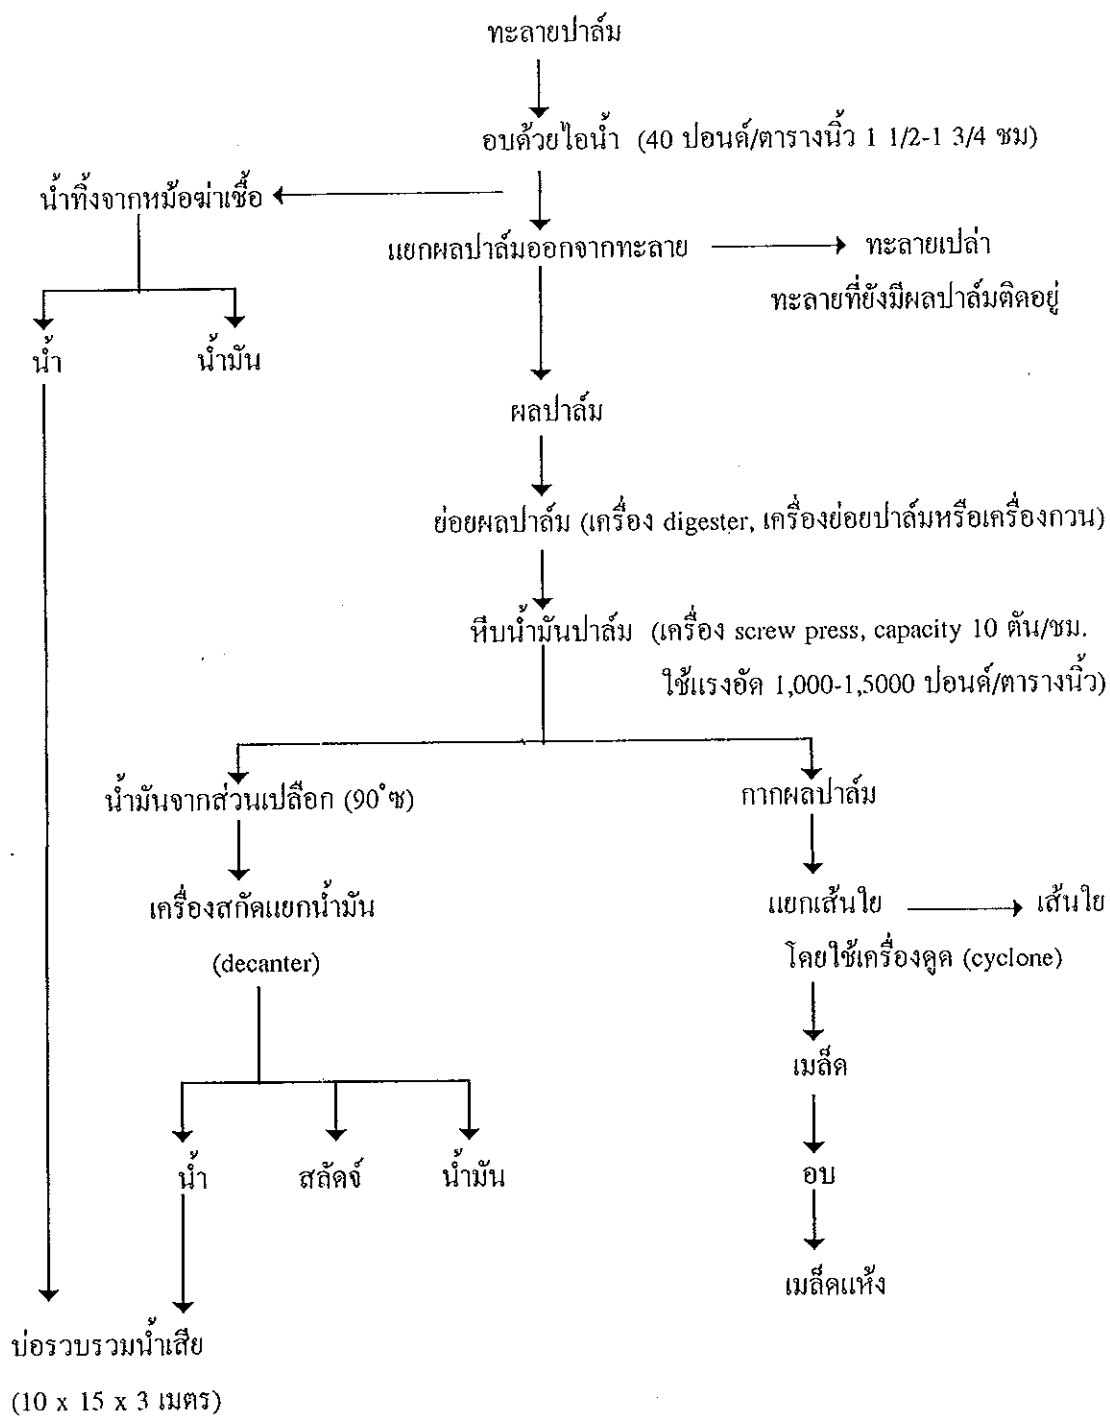 ทะลายปาล์ม
อบด้วยไอน้ำ (40 ปอนด์/ตารางนิ้ว 1 1/2-1 3/4 ชม)
น้ำทิ้งจากหม้อฆ่าเชื้อ
แยกผลปาล์มออกจากทะลาย
ทะลายเปล่า
ทะลายที่ยังมีผลปาล์มติดอยู่
น้ำ
น้ำมัน
ผลปาล์ม
ย่อยผลปาล์ม (เครื่อง digester, เครื่องย่อยปาล์มหรือเครื่องกวน)
หีบน้ำมันปาล์ม (เครื่อง screw press, capacity 10 ตัน/ชม.
ใช้แรงอัด 1,000-1,5000 ปอนด์/ตารางนิ้ว)
น้ำมันจากส่วนเปลือก (90°ซ)
กากผลปาล์ม
เครื่องสกัดแยกน้ำมัน
(decanter)
แยกเส้นใย
เส้นใย
โดยใช้เครื่องดูด (cyclone)
เมล็ด
น้ำ
สลัดจ์
น้ำมัน
อบ
เมล็ดแห้ง
บ่อรวบรวมน้ำเสีย
(10 x 15 x 3 เมตร)